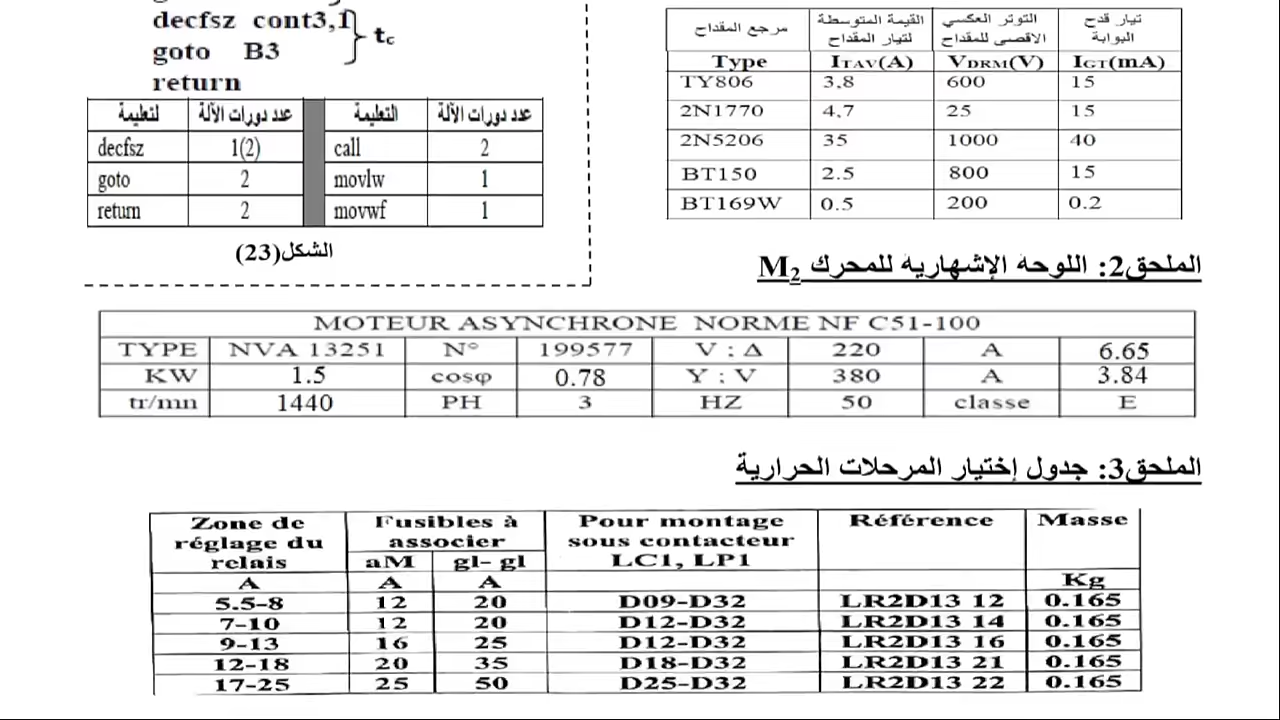 decfsz cont3,1
goto B3
return
tc
لتعليمة عدد دورات الآلة التعليمة عدد دورات الآلة
decfsz 1(2) call 2
goto 2 movlw 1
return 2 movwf 1
الشكل(23)
مرجع المقداح القيمة المتوسطة لتيار المقداح التوتر العكسي الاقصى للمقداح تيار قدح البوابة
Type ITAV(A) VDRM(V) IGT(mA)
TY806 3.8 600 15
2N1770 4.7 25 15
2N5206 35 1000 40
BT150 2.5 800 15
BT169W 0.5 200 0.2
الملحق2: اللوحة الإشهارية للمحرك M2
MOTEUR ASYNCHRONE NORME NF C51-100
TYPE NVA 13251 N° 199577 V : Δ 220 A 6.65
KW 1.5 cosφ 0.78 Y : V 380 A 3.84
tr/mn 1440 PH 3 HZ 50 classe E
الملحق3: جدول إختيار المرحلات الحرارية
Zone de réglage du relais Fusibles à associer Pour montage sous contacteur LC1, LP1 Référence Masse
aM gl- gl
A A A Kg
5.5-8 12 20 D09-D32 LR2D13 12 0.165
7-10 12 20 D12-D32 LR2D13 14 0.165
9-13 16 25 D12-D32 LR2D13 16 0.165
12-18 20 35 D18-D32 LR2D13 21 0.165
17-25 25 50 D25-D32 LR2D13 22 0.165